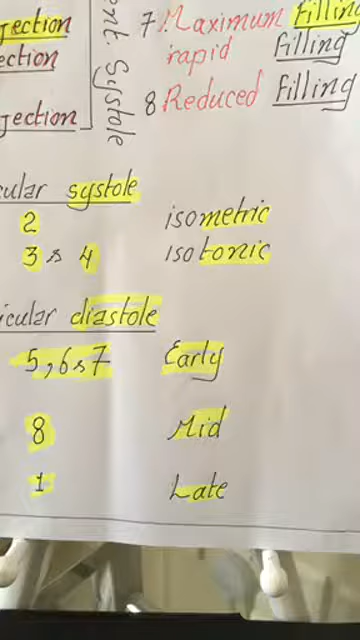 jection
ection
jection
nt. Systole
7 Maximum Filling
rapid Filling
8 Reduced Filling
cular systole
2 isometric
3 & 4 isotonic
icular diastole
5,6 & 7 Early
8 Mid
1 Late